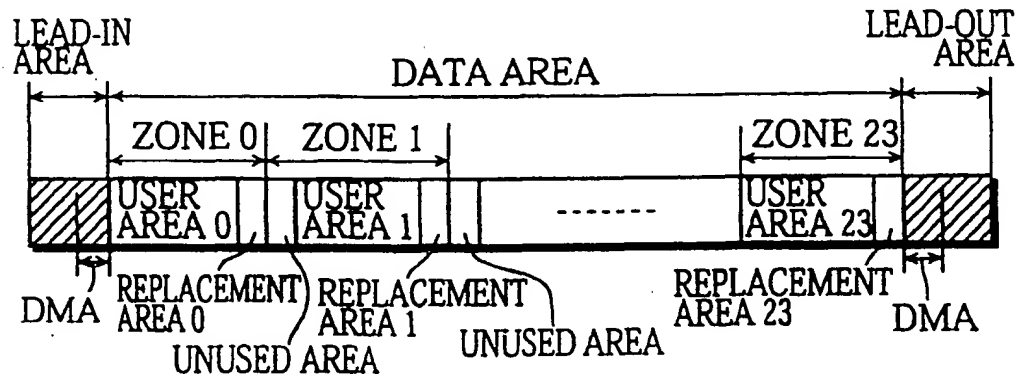 LEAD-IN
AREA
LEAD-OUT
AREA
DATA AREA
ZONE 0
ZONE 1
ZONE 23
USER
AREA 0
USER
AREA 1
USER
AREA 23
DMA
REPLACEMENT
AREA 0
UNUSED AREA
REPLACEMENT
AREA 1
UNUSED AREA
REPLACEMENT
AREA 23
DMA